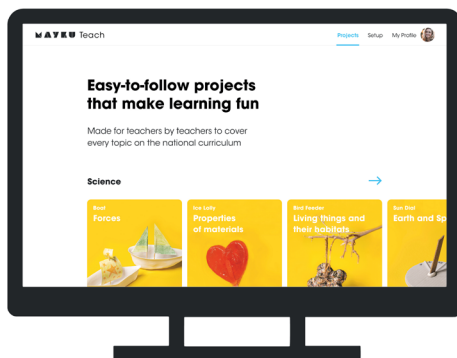 MAYKU Teach
Projects
Setup
My Profile
Easy-to-follow projects
that make learning fun
Made for teachers by teachers to cover
every topic on the national curriculum
Science
Boat
Forces
Ice Lolly
Properties
of materials
Bird Feeder
Living things and
their habitats
Sun Dial
Earth and Sp